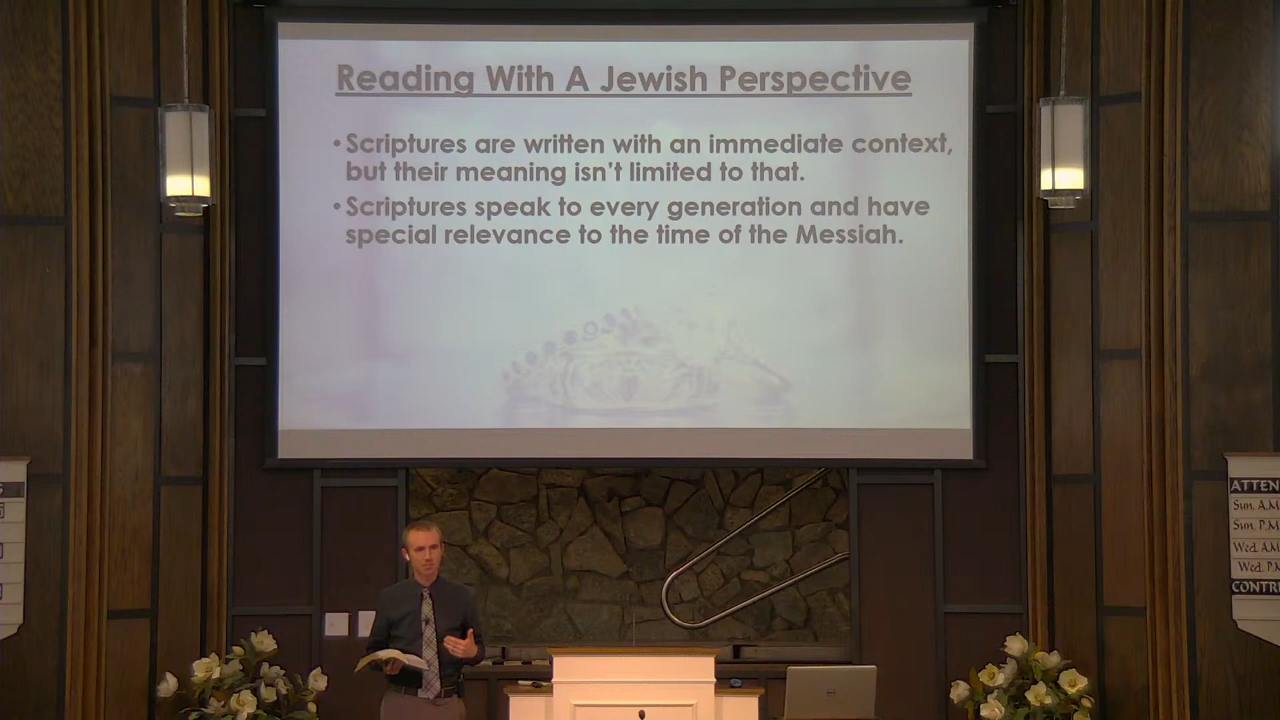 Reading With A Jewish Perspective
• Scriptures are written with an immediate context,
but their meaning isn't limited to that.
• Scriptures speak to every generation and have
special relevance to the time of the Messiah.
ATTEN
Sun. A.M
Sun. P.M
Wed. A.M
Wed. P.M
CONTR
DELL